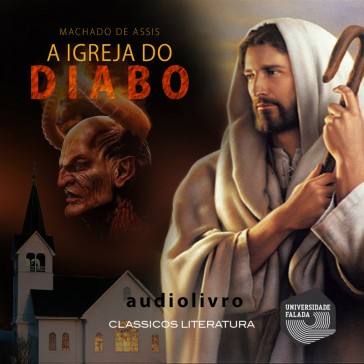 MACHADO DE ASSIS
A IGREJA DO
DIABO
audiolivro
CLASSICOS LITERATURA
UNIVERSIDADE
FALADA